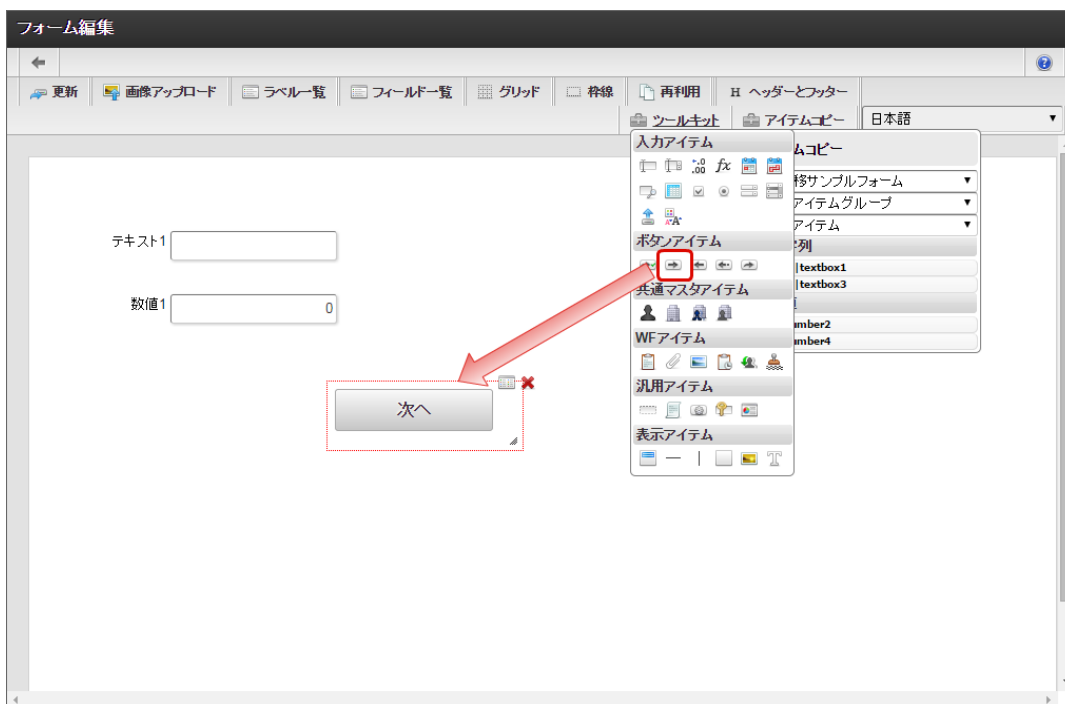 フォーム編集
更新 画像アップロード ラベル一覧 フィールド一覧 グリッド 枠線 再利用 H ヘッダーとフッター
ツールキット アイテムコピー 日本語
入力アイテム
ムコピー
.00 fx
移サンプルフォーム
アイテムグループ
アイテム
テキスト1
ボタンアイテム
列
textbox1
共通マスタアイテム
textbox3
数値1 0
mber2
WFアイテム
mber4
汎用アイテム
次へ
表示アイテム